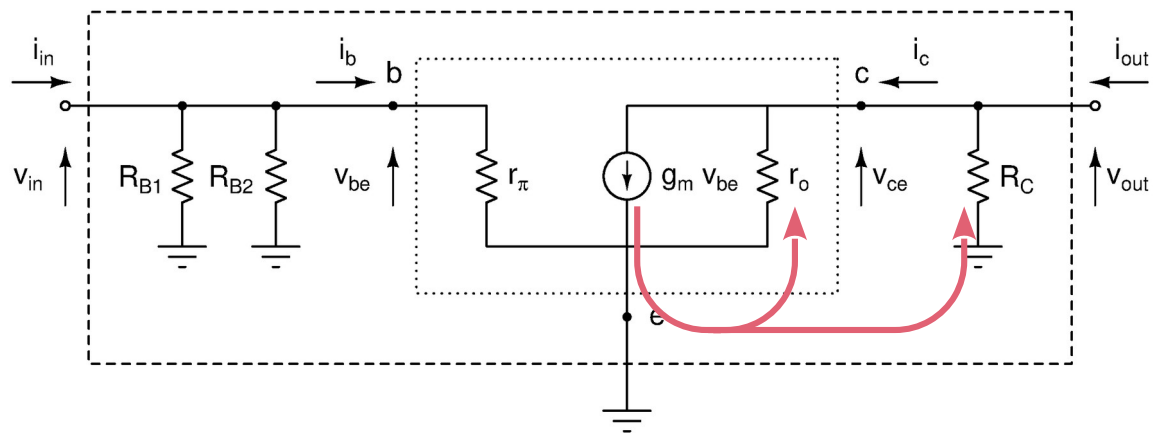 i_in
i_b
b
c
i_c
i_out
v_in
R_B1
R_B2
v_be
r_π
g_m v_be
r_o
v_ce
R_C
v_out
e